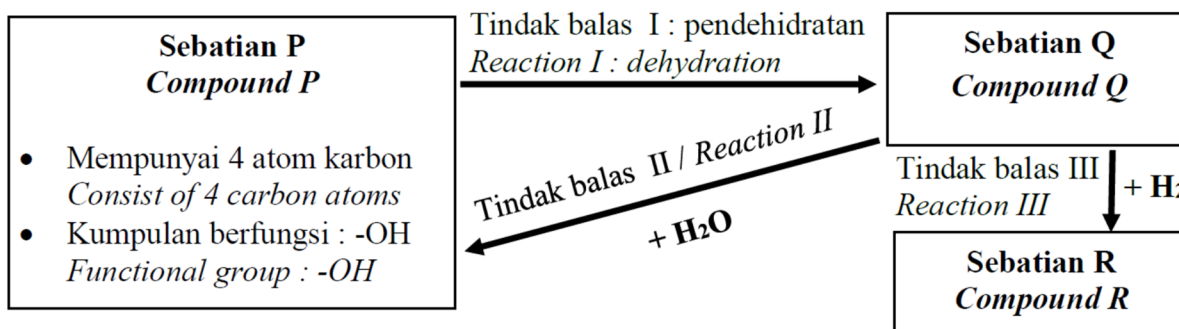 Sebatian P
Compound P
• Mempunyai 4 atom karbon
Consist of 4 carbon atoms
• Kumpulan berfungsi : -OH
Functional group : -OH
Tindak balas I : pendehidratan
Reaction I : dehydration
Tindak balas II / Reaction II
+ H₂O
Sebatian Q
Compound Q
Tindak balas III
Reaction III
+ H₂
Sebatian R
Compound R